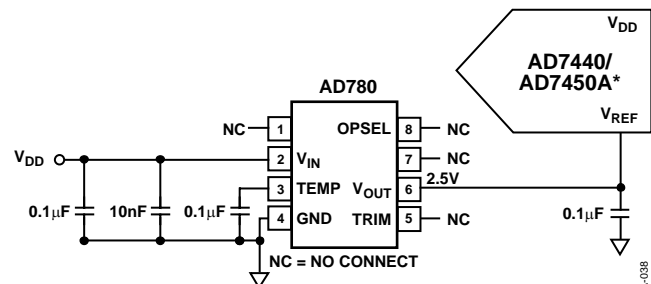 V_DD
AD7440/
AD7450A*
V_REF
AD780
NC 1 OPSEL 8 NC
V_DD 2 V_IN 7 NC
3 TEMP V_OUT 6 2.5V
4 GND TRIM 5 NC
0.1μF 10nF 0.1μF 0.1μF
NC = NO CONNECT
-038